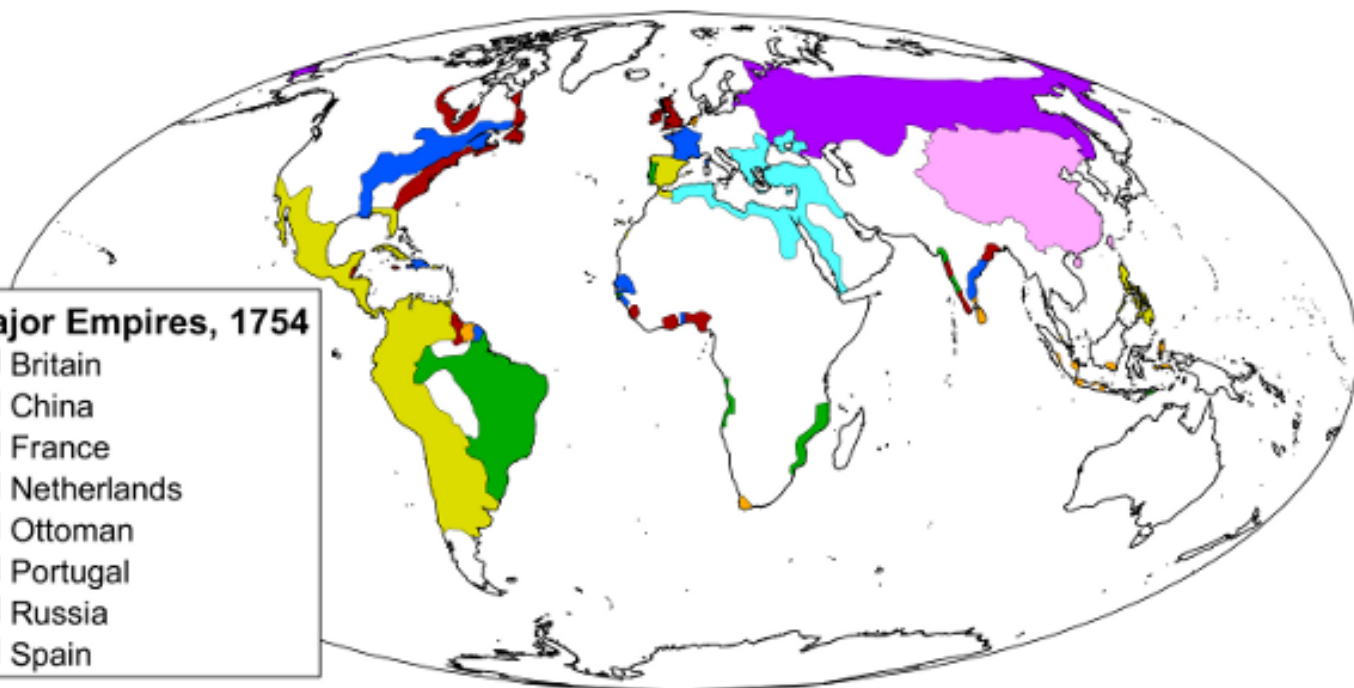 ajor Empires, 1754
Britain
China
France
Netherlands
Ottoman
Portugal
Russia
Spain